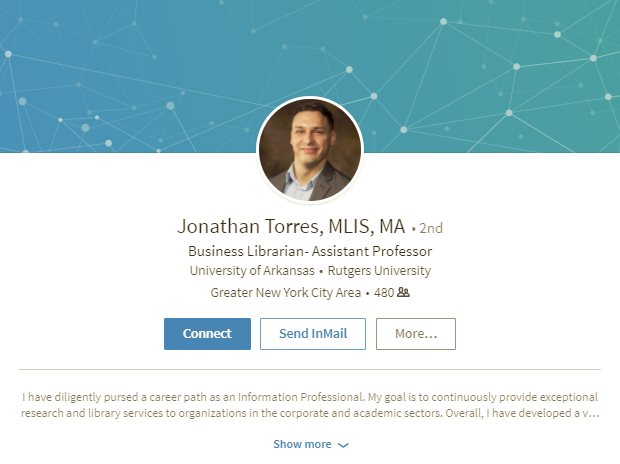 Jonathan Torres, MLIS, MA • 2nd
Business Librarian- Assistant Professor
University of Arkansas • Rutgers University
Greater New York City Area • 480
Connect Send InMail More...
I have diligently pursed a career path as an Information Professional. My goal is to continuously provide exceptional
research and library services to organizations in the corporate and academic sectors. Overall, I have developed a v...
Show more